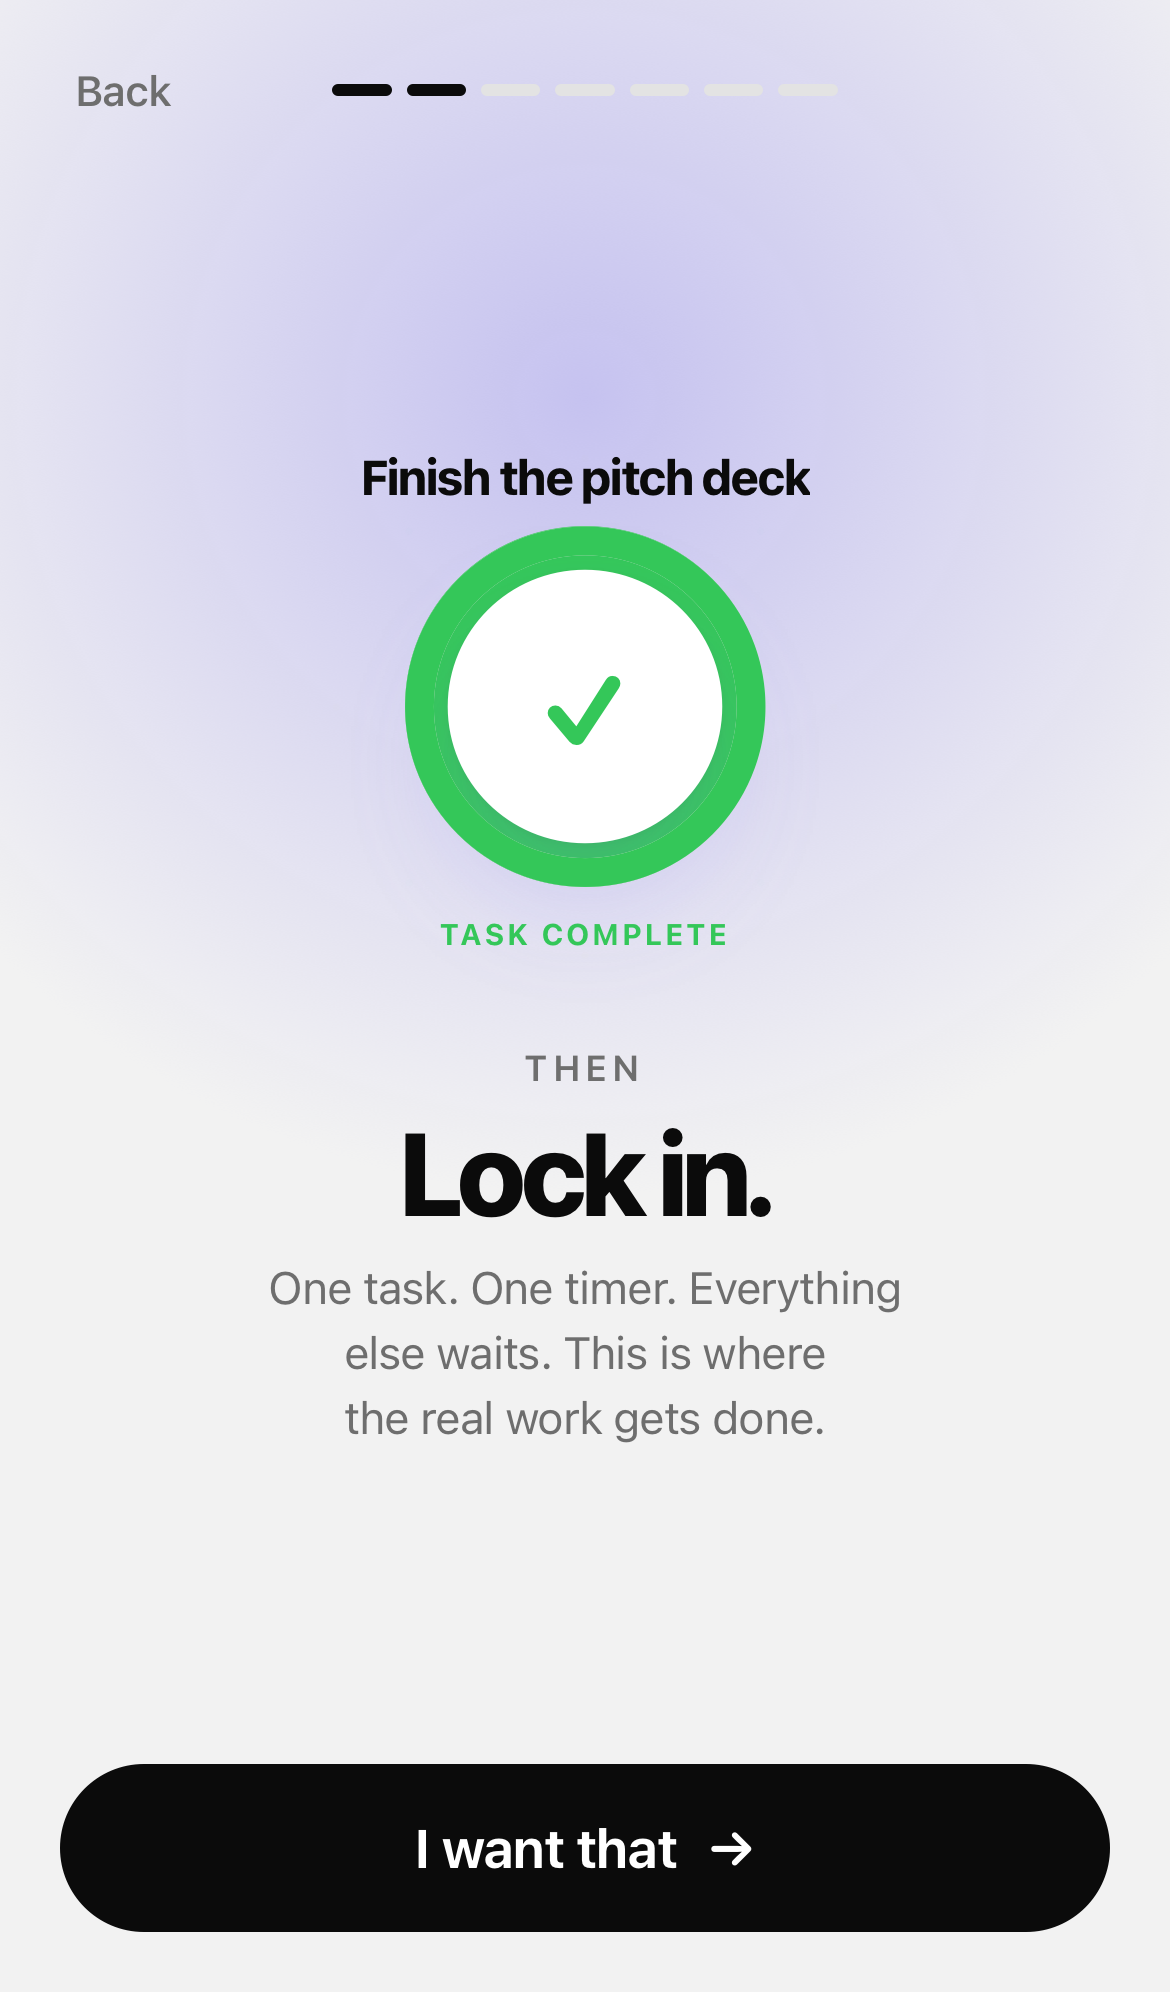 Back
Finish the pitch deck
TASK COMPLETE
THEN
Lock in.
One task. One timer. Everything
else waits. This is where
the real work gets done.
I want that →